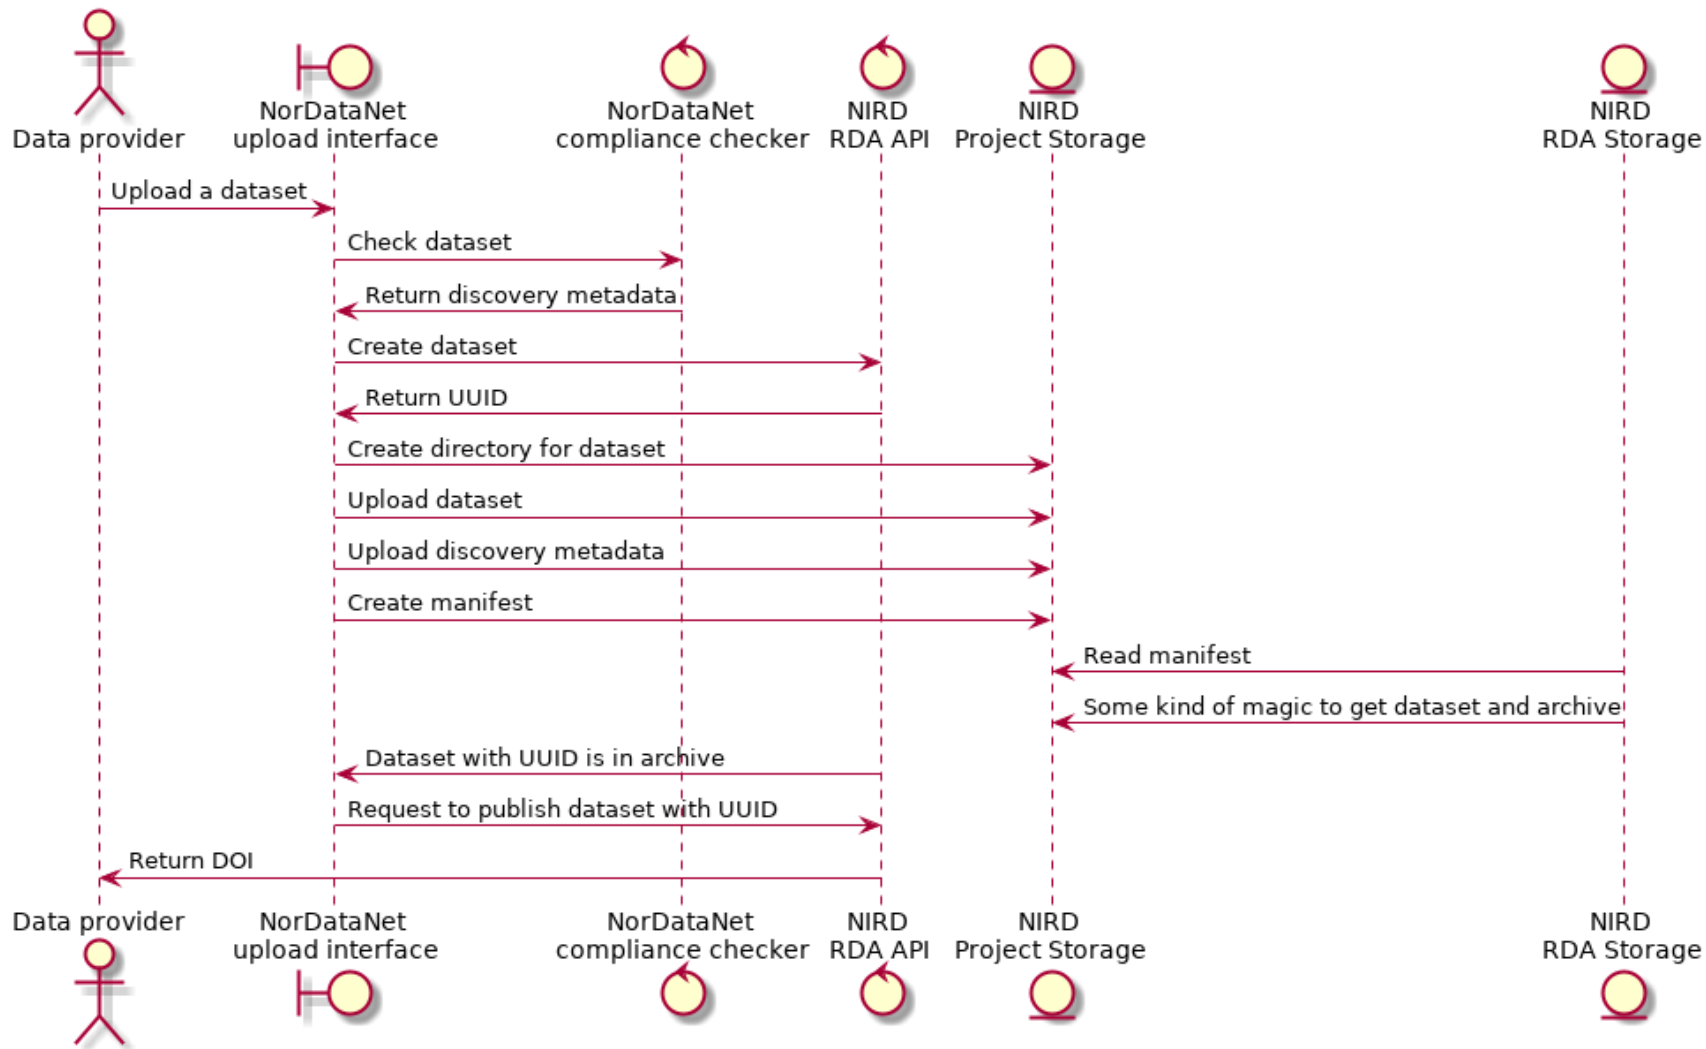 Data provider
NorDataNet
upload interface
NorDataNet
compliance checker
NIRD
RDA API
NIRD
Project Storage
NIRD
RDA Storage
Upload a dataset
Check dataset
Return discovery metadata
Create dataset
Return UUID
Create directory for dataset
Upload dataset
Upload discovery metadata
Create manifest
Read manifest
Some kind of magic to get dataset and archive
Dataset with UUID is in archive
Request to publish dataset with UUID
Return DOI
Data provider
NorDataNet
upload interface
NorDataNet
compliance checker
NIRD
RDA API
NIRD
Project Storage
NIRD
RDA Storage